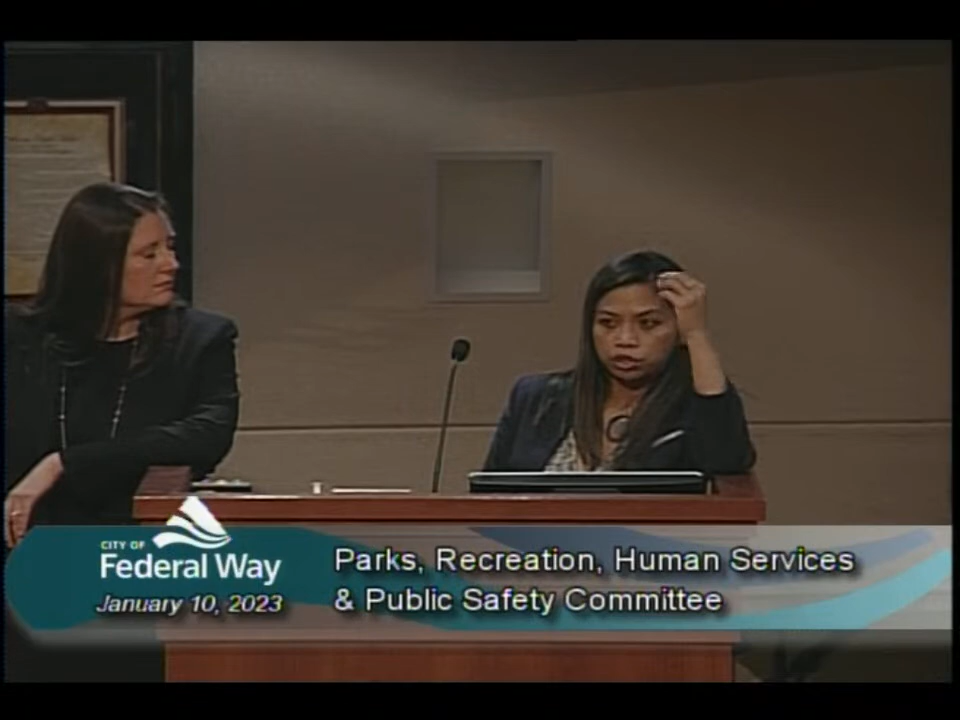 CITY OF
Federal Way
January 10, 2023
Parks, Recreation, Human Services
& Public Safety Committee